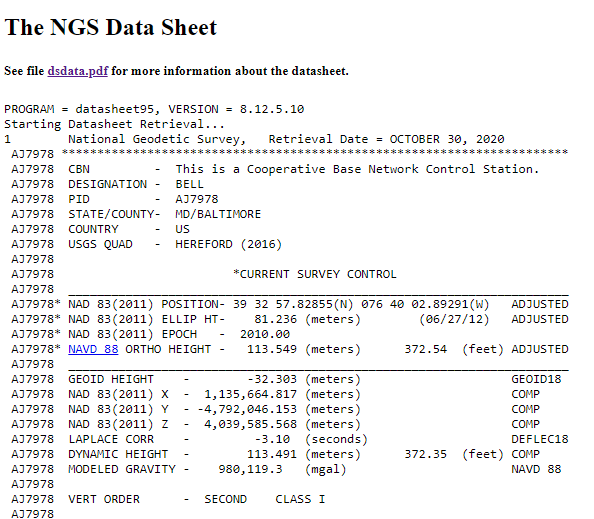 The NGS Data Sheet
See file dsdata.pdf for more information about the datasheet.
PROGRAM = datasheet95, VERSION = 8.12.5.10
Starting Datasheet Retrieval...
1        National Geodetic Survey,   Retrieval Date = OCTOBER 30, 2020
AJ7978 ***********************************************************************
AJ7978  CBN         -  This is a Cooperative Base Network Control Station.
AJ7978  DESIGNATION -  BELL
AJ7978  PID         -  AJ7978
AJ7978  STATE/COUNTY-  MD/BALTIMORE
AJ7978  COUNTRY     -  US
AJ7978  USGS QUAD   -  HEREFORD (2016)
AJ7978
AJ7978                         *CURRENT SURVEY CONTROL
AJ7978  ______________________________________________________________________
AJ7978* NAD 83(2011) POSITION- 39 32 57.82855(N) 076 40 02.89291(W)   ADJUSTED
AJ7978* NAD 83(2011) ELLIP HT-    81.236 (meters)        (06/27/12)   ADJUSTED
AJ7978* NAD 83(2011) EPOCH   -  2010.00
AJ7978* NAVD 88 ORTHO HEIGHT -   113.549 (meters)      372.54  (feet) ADJUSTED
AJ7978  ______________________________________________________________________
AJ7978  GEOID HEIGHT    -        -32.303 (meters)                     GEOID18
AJ7978  NAD 83(2011) X  -  1,135,664.817 (meters)                     COMP
AJ7978  NAD 83(2011) Y  - -4,792,046.153 (meters)                     COMP
AJ7978  NAD 83(2011) Z  -  4,039,585.568 (meters)                     COMP
AJ7978  LAPLACE CORR    -         -3.10  (seconds)                    DEFLEC18
AJ7978  DYNAMIC HEIGHT  -        113.491 (meters)      372.35  (feet) COMP
AJ7978  MODELED GRAVITY -    980,119.3   (mgal)                       NAVD 88
AJ7978
AJ7978  VERT ORDER      -  SECOND    CLASS I
AJ7978